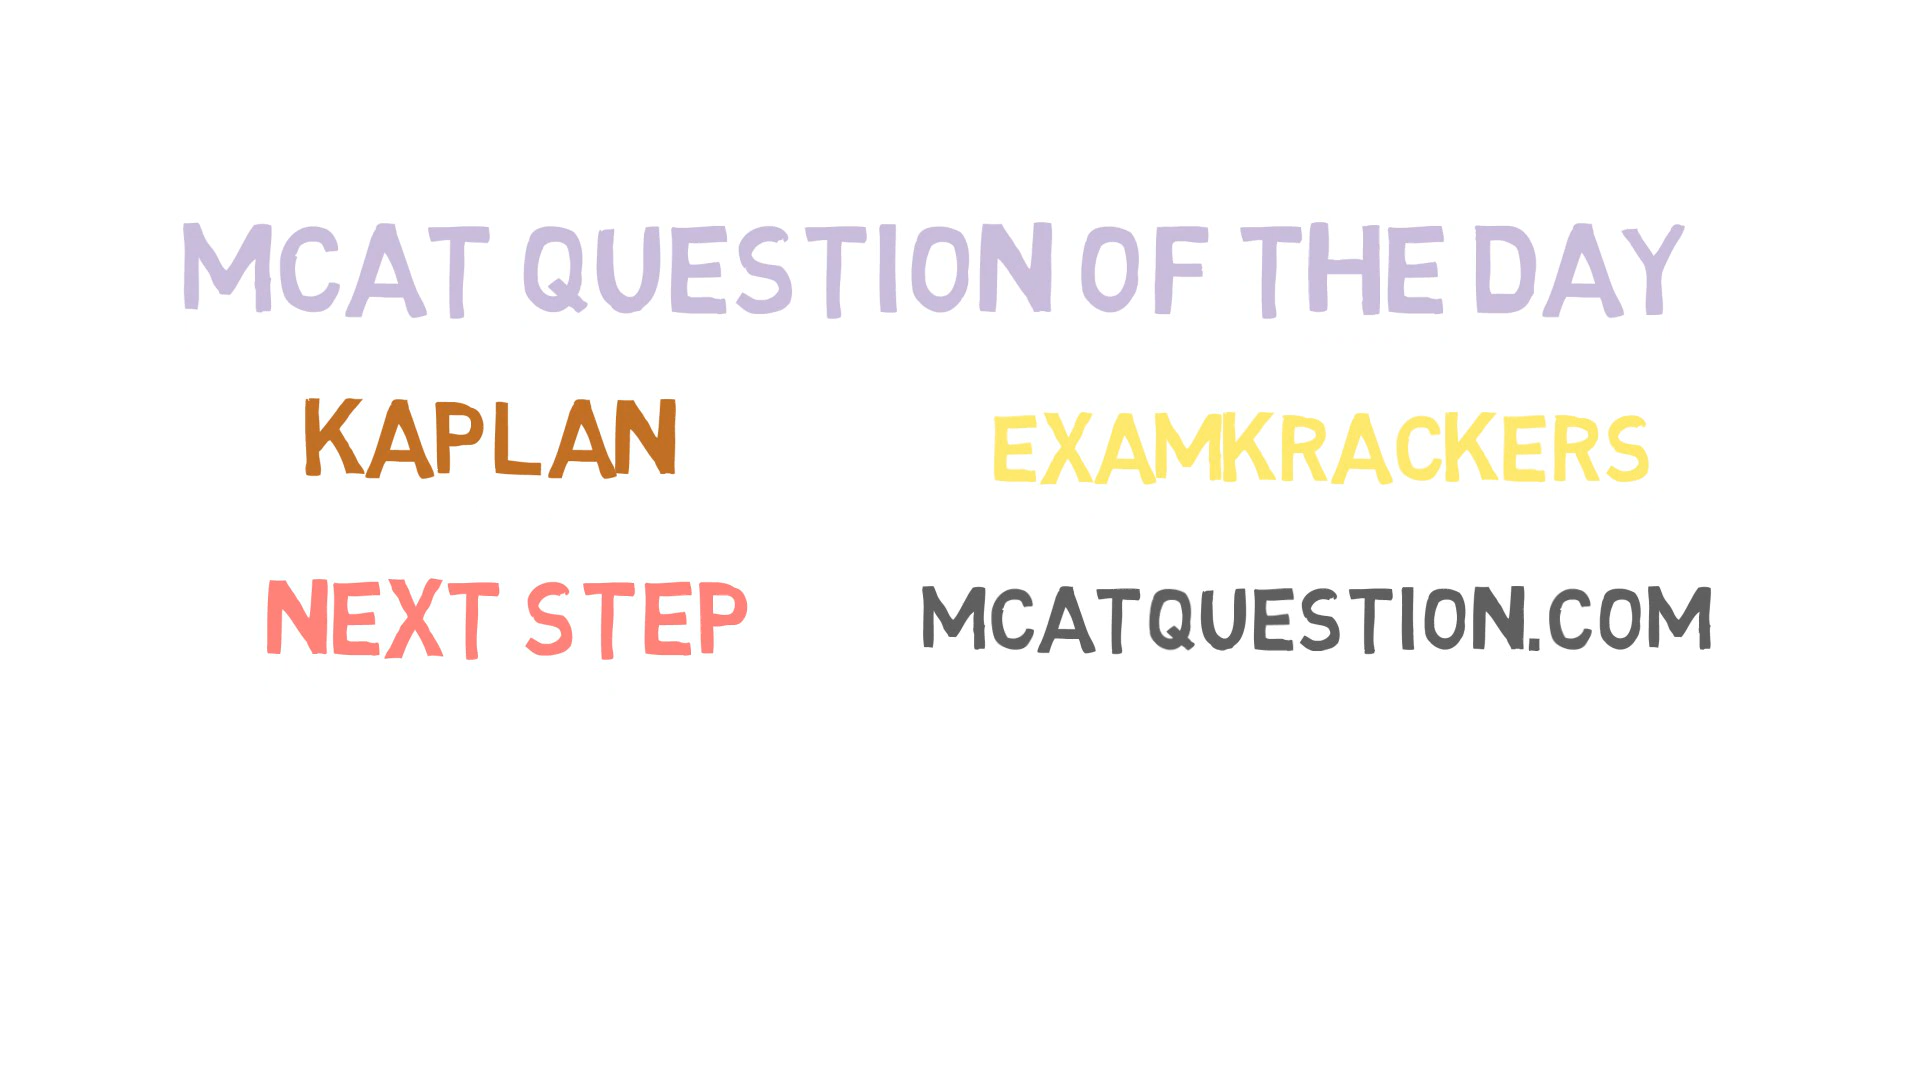 MCAT QUESTION OF THE DAY
KAPLAN
EXAMKRACKERS
NEXT STEP
MCATQUESTION.COM